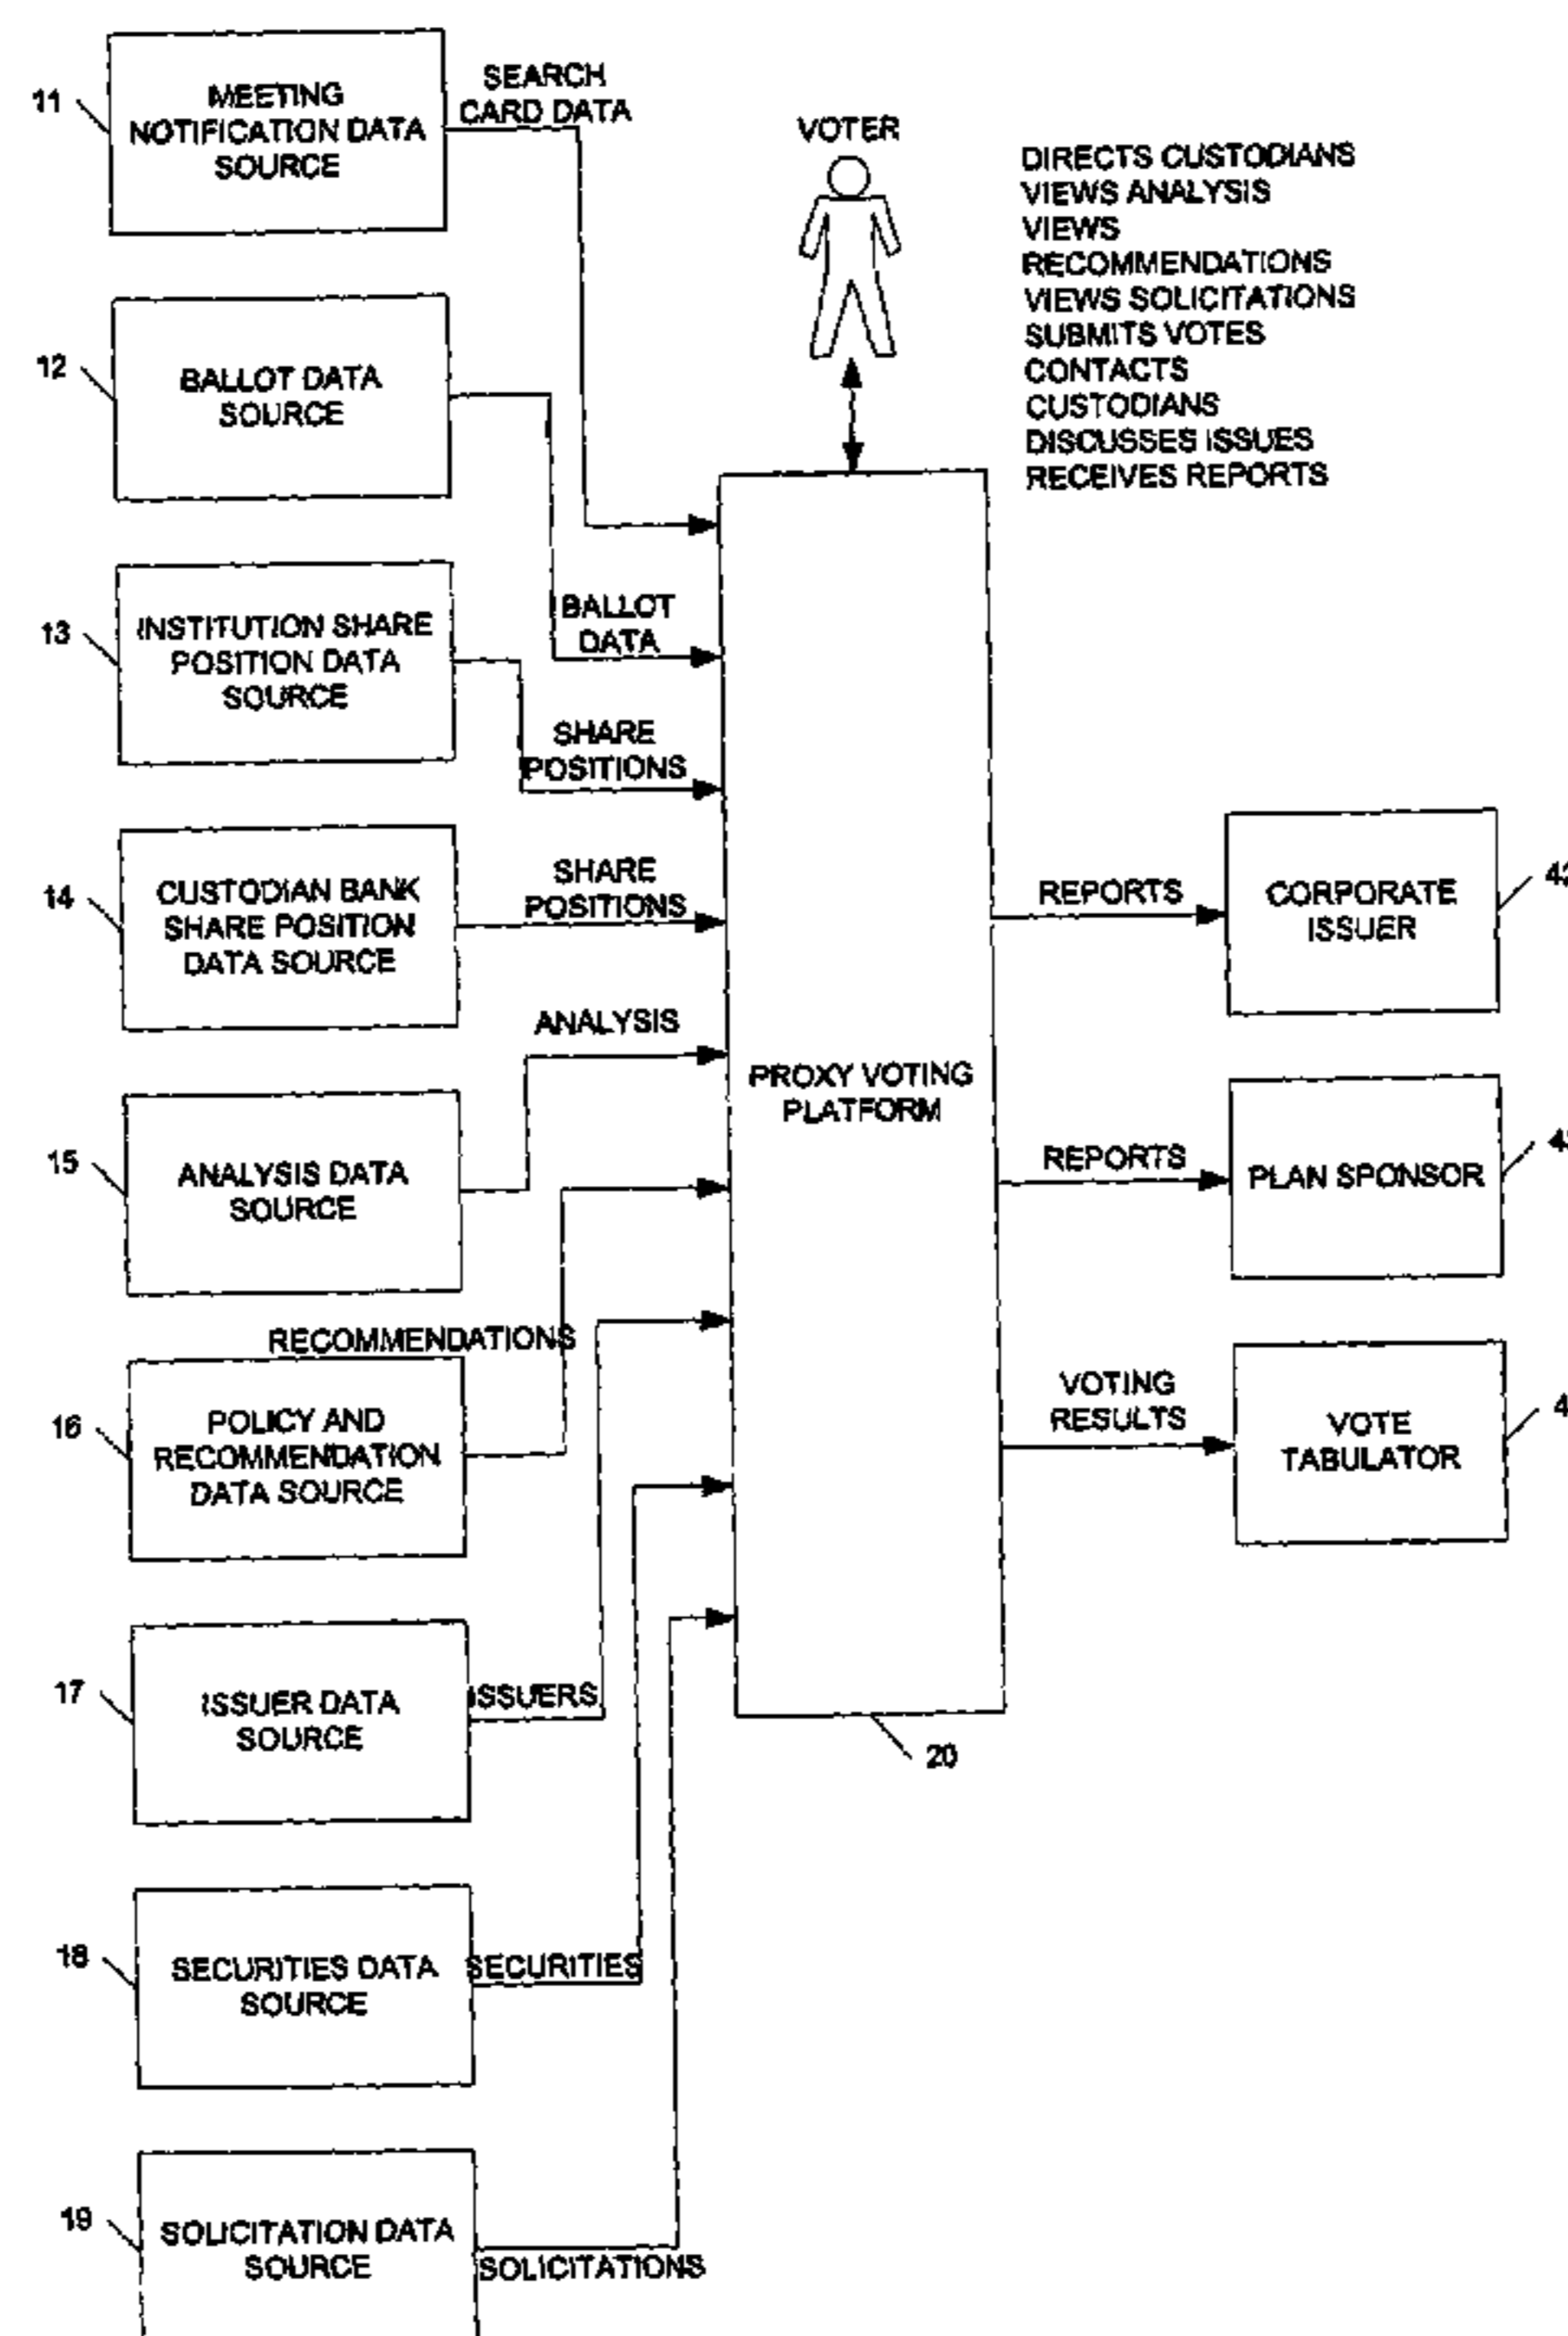 11
MEETING
NOTIFICATION DATA
SOURCE
SEARCH
CARD DATA
VOTER
DIRECTS CUSTODIANS
VIEWS ANALYSIS
VIEWS
RECOMMENDATIONS
VIEWS SOLICITATIONS
SUBMITS VOTES
CONTACTS
CUSTODIANS
DISCUSSES ISSUES
RECEIVES REPORTS
12
BALLOT DATA
SOURCE
BALLOT
DATA
13
INSTITUTION SHARE
POSITION DATA
SOURCE
SHARE
POSITIONS
14
CUSTODIAN BANK
SHARE POSITION
DATA SOURCE
SHARE
POSITIONS
REPORTS
CORPORATE
ISSUER
15
ANALYSIS DATA
SOURCE
ANALYSIS
PROXY VOTING
PLATFORM
REPORTS
PLAN SPONSOR
RECOMMENDATIONS
16
POLICY AND
RECOMMENDATION
DATA SOURCE
VOTING
RESULTS
VOTE
TABULATOR
17
ISSUER DATA
SOURCE
ISSUERS
20
18
SECURITIES DATA
SOURCE
SECURITIES
19
SOLICITATION DATA
SOURCE
SOLICITATIONS